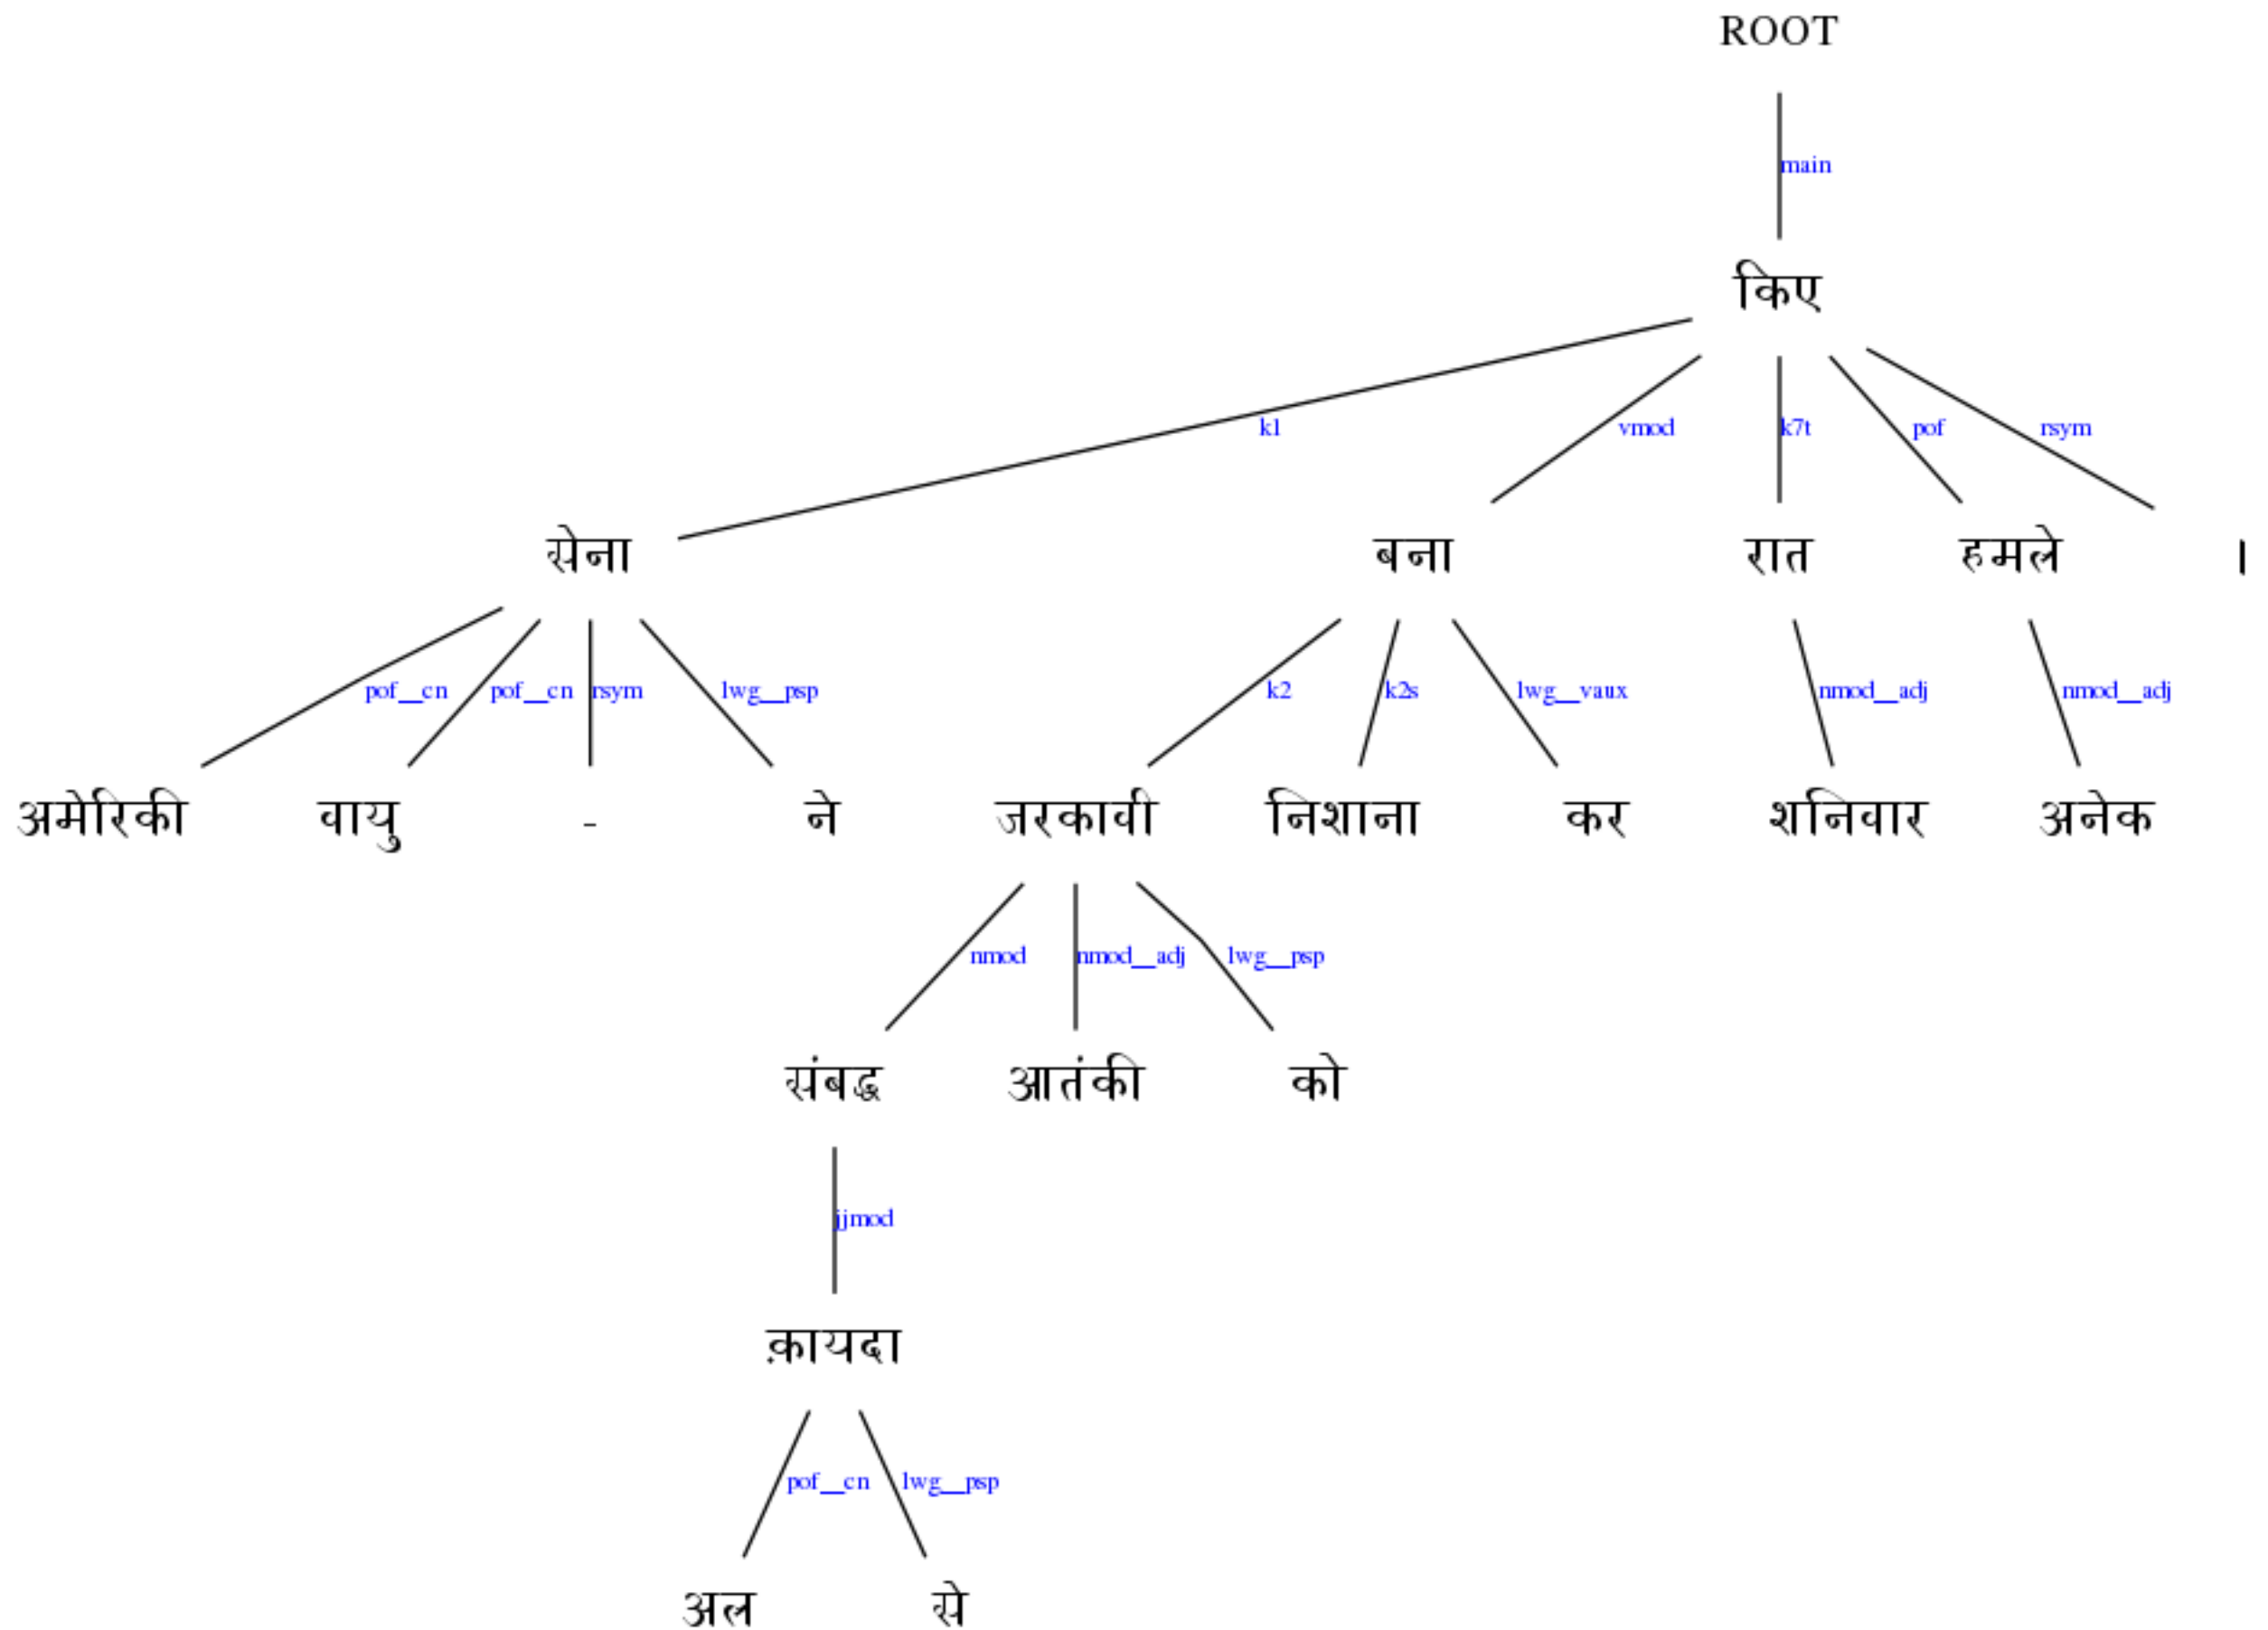 ROOT
main
किए
k1 vmod k7t pof rsym
सेना बना रात हमले ।
pof__cn pof__cn rsym lwg__psp k2 k2s lwg__vaux nmod__adj nmod__adj
अमेरिकी वायु - ने जरकावी निशाना कर शनिवार अनेक
nmod nmod__adj lwg__psp
संबद्ध आतंकी को
jjmod
क़ायदा
pof__cn lwg__psp
अल से